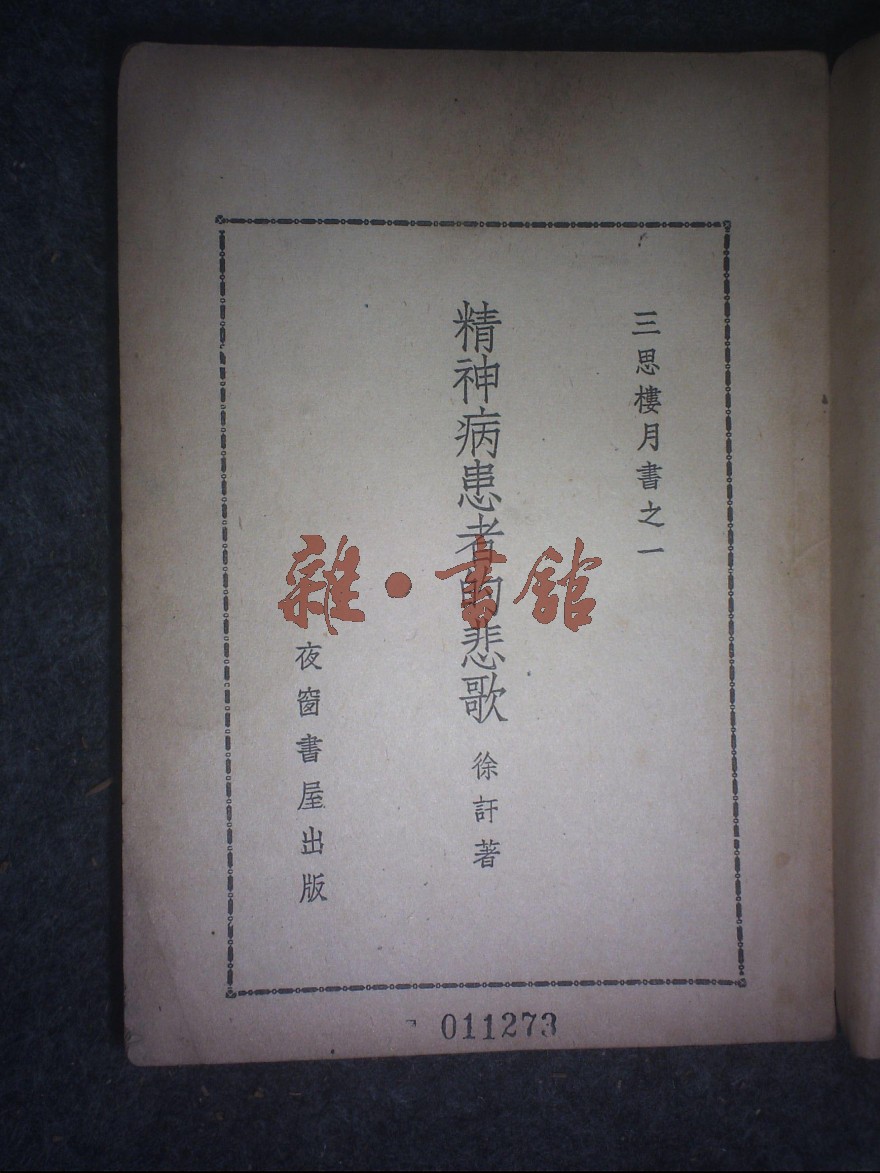 三思樓月書之一
精神病患者的悲歌
徐訏著
夜窗書屋出版
雜·書館
011273